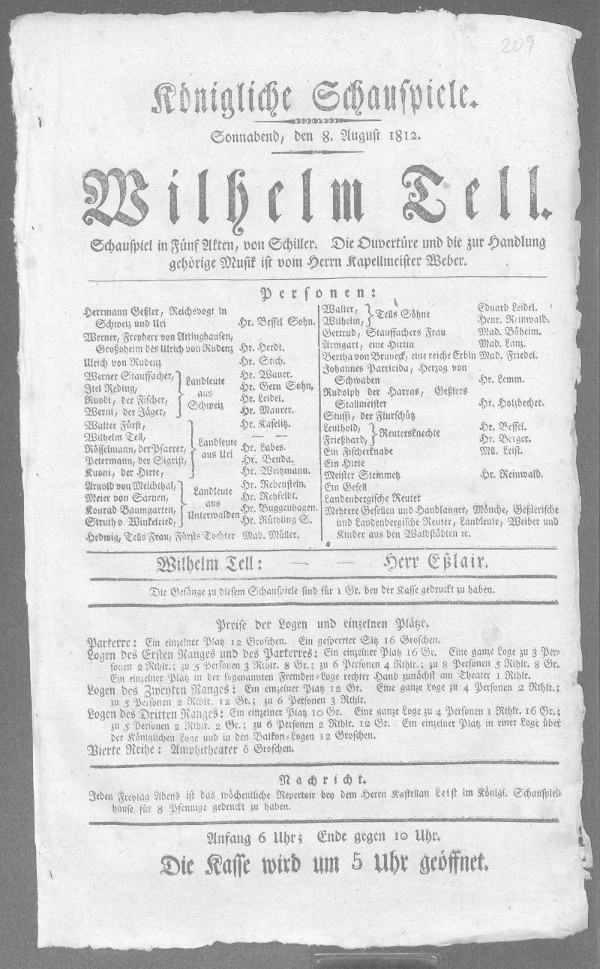 209
Königliche Schauspiele.
Sonnabend, den 8. August 1812.
Wilhelm Tell.
Schauspiel in Fünf Akten, von Schiller. Die Ouvertüre und die zur Handlung
gehörige Musik ist vom Herrn Kapellmeister Weber.
Personen:
Herrmann Geßler, Reichsvogt in
Schweiz und Uri Hr. Bessel Sohn.
Werner, Freyherr von Attinghausen,
Großoheim des Ulrich von Rudenz Hr. Herdt.
Ulrich von Rudenz Hr. Stich.
Werner Stauffacher, Hr. Wauer.
Itel Reding, Landleute Hr. Gern Sohn,
Ruodi, der Fischer, aus Hr. Leidel.
Werni, der Jäger, Schweiz Hr. Maurer.
Walter Fürst, Hr. Kaselitz.
Wilhelm Tell, — —
Rösselmann, der Pfarrer, Landleute Hr. Labes.
Petermann, der Sigrist, aus Uri Hr. Benda.
Kuoni, der Hirte, Hr. Weitzmann.
Arnold von Melchthal, Hr. Rebenstein.
Meier von Sarnen, Landleute Hr. Rehfeldt.
Konrad Baumgarten, aus Hr. Buggenhagen.
Struth v. Winkelried, Unterwalden Hr. Rüthling S.
Hedwig, Tells Frau, Fürsts Tochter Mad. Müller.
Walter, Eduard Leidel.
Wilhelm, Tells Söhne Henr. Reinwald.
Gertrud, Stauffachers Frau Mad. Böheim.
Armgart, eine Hirtin Mad. Lanz.
Bertha von Bruneck, eine reiche Erbin Mad. Friedel.
Johannes Parricida, Herzog von
Schwaben Hr. Lemm.
Rudolph der Harras, Geßlers
Stallmeister Hr. Holzbecher.
Stüssi, der Flurschütz
Leuthold, Hr. Bessel.
Frießhard, Reutersknechte Hr. Berger.
Ein Fischerknabe Mll. Leist.
Ein Hirte
Meister Steinmetz Hr. Reinwald.
Ein Gesell
Landenbergische Reuter
Mehrere Gesellen und Handlanger, Mönche, Geßlerische
und Landenbergische Reuter, Landleute, Weiber und
Kinder aus den Waldstädten ꝛc.
Wilhelm Tell: — — Herr Eßlair.
Die Gesänge zu diesem Schauspiele sind für 1 Gr. bey der Kasse gedruckt zu haben.
Preise der Logen und einzelnen Plätze.
Parkerre: Ein einzelner Platz 12 Groschen. Ein gesperrter Sitz 16 Groschen.
Logen des Ersten Ranges und des Parkerres: Ein einzelner Platz 16 Gr. Eine ganze Loge zu 3 Per-
sonen 2 Rthlr.; zu 5 Personen 3 Rthlr. 8 Gr.; zu 6 Personen 4 Rthlr.; zu 8 Personen 5 Rthlr. 8 Gr.
Ein einzelner Platz in der sogenannten Fremden-Loge rechter Hand zunächst am Theater 1 Rthlr.
Logen des Zweyten Ranges: Ein einzelner Platz 12 Gr. Eine ganze Loge zu 4 Personen 2 Rthlr.;
zu 5 Personen 2 Rthlr. 12 Gr.; zu 6 Personen 3 Rthlr.
Logen des Dritten Ranges: Ein einzelner Platz 10 Gr. Eine ganze Loge zu 4 Personen 1 Rthlr. 16 Gr.;
zu 5 Personen 2 Rthlr. 2 Gr.; zu 6 Personen 2 Rthlr. 12 Gr. Ein einzelner Platz in einer Loge über
der Königlichen Loge und in den Balkon-Logen 12 Groschen.
Vierte Reihe: Amphitheater 6 Groschen.
Nachricht.
Jeden Freytag Abend ist das wöchentliche Repertoir bey dem Herrn Kastellan Leist im Königl. Schauspiel-
hause für 8 Pfennige gedruckt zu haben.
Anfang 6 Uhr; Ende gegen 10 Uhr.
Die Kasse wird um 5 Uhr geöffnet.